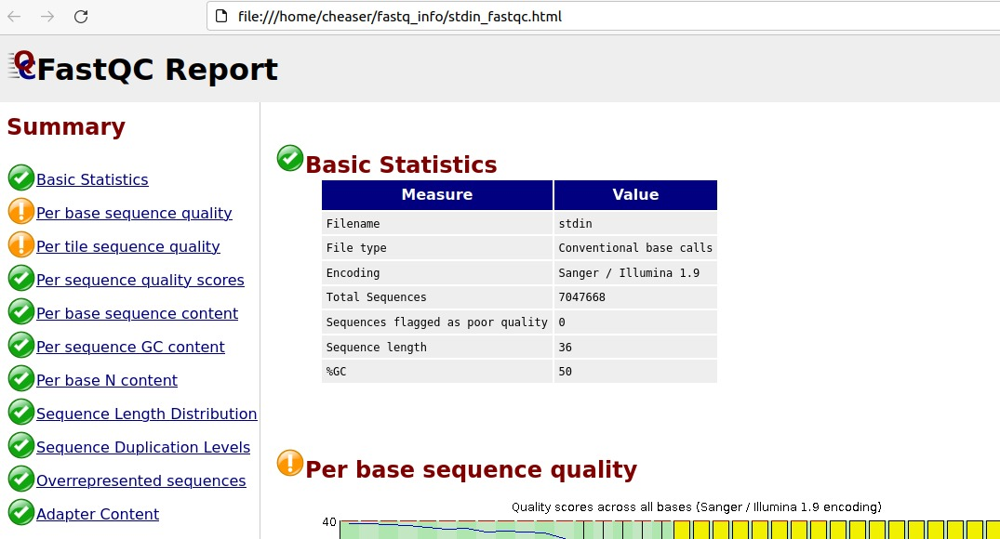 file:///home/cheaser/fastq_info/stdin_fastqc.html
FastQC Report
Summary
Basic Statistics
Per base sequence quality
Per tile sequence quality
Per sequence quality scores
Per base sequence content
Per sequence GC content
Per base N content
Sequence Length Distribution
Sequence Duplication Levels
Overrepresented sequences
Adapter Content
Basic Statistics
Measure Value
Filename stdin
File type Conventional base calls
Encoding Sanger / Illumina 1.9
Total Sequences 7047668
Sequences flagged as poor quality 0
Sequence length 36
%GC 50
Per base sequence quality
Quality scores across all bases (Sanger / Illumina 1.9 encoding)
40